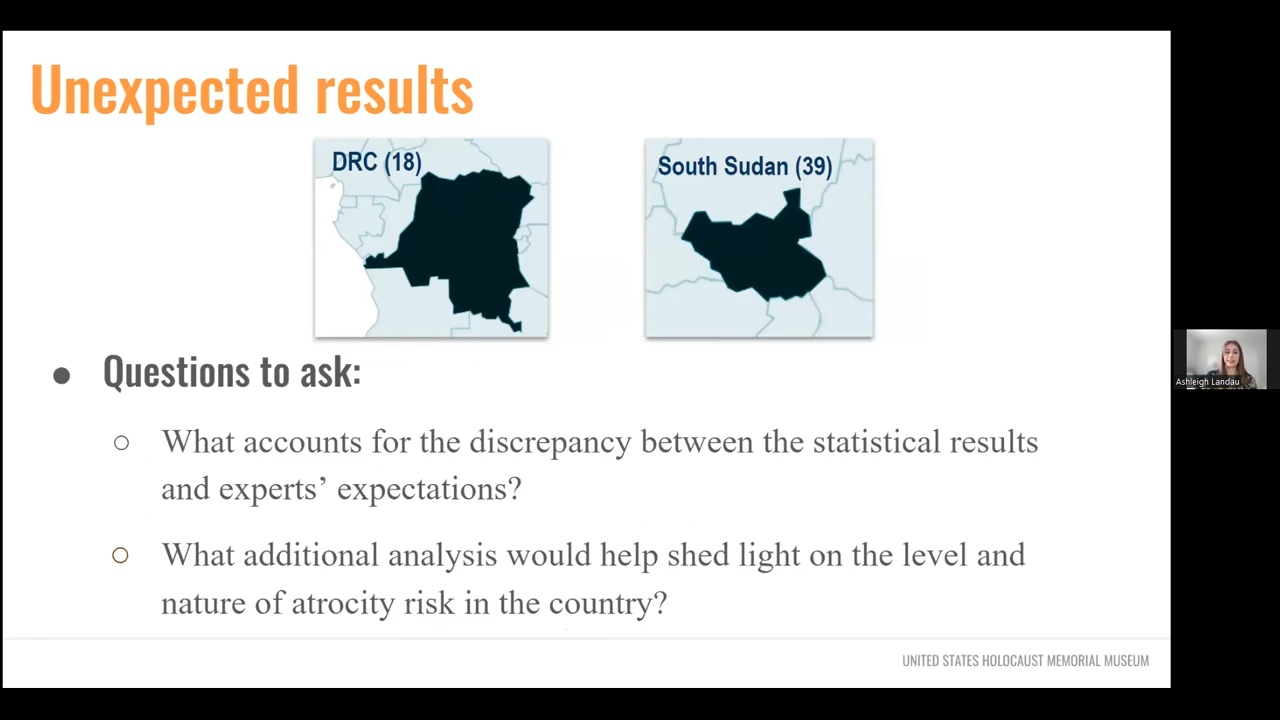 Unexpected results
DRC (18)
South Sudan (39)
● Questions to ask:
○ What accounts for the discrepancy between the statistical results
and experts’ expectations?
○ What additional analysis would help shed light on the level and
nature of atrocity risk in the country?
UNITED STATES HOLOCAUST MEMORIAL MUSEUM
Ashleigh Landau